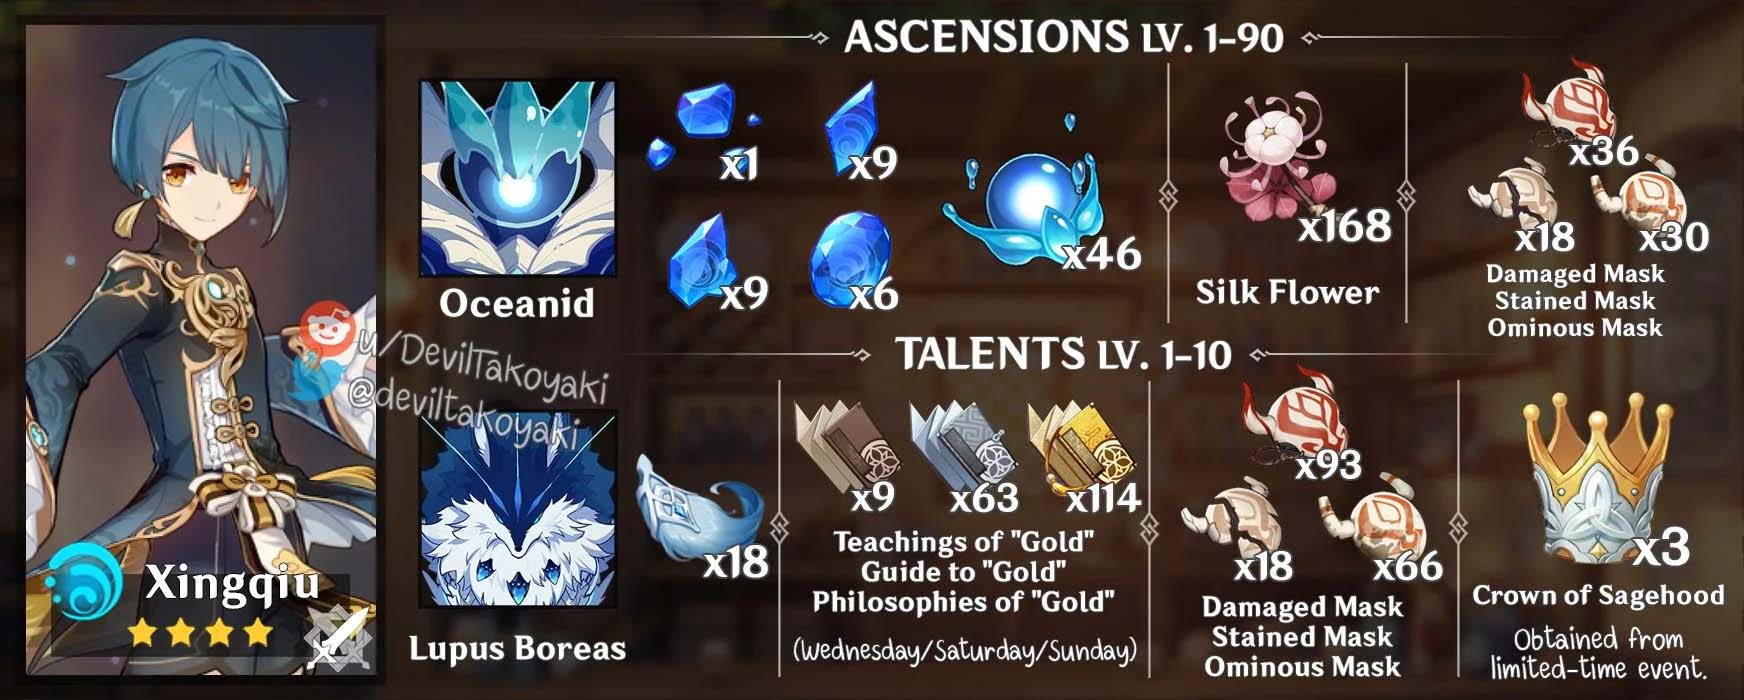 ASCENSIONS LV. 1-90
x1
x9
x9
x6
x46
x168
x36
x18
x30
Oceanid
Silk Flower
Damaged Mask
Stained Mask
Ominous Mask
u/DevilTakoyaki
@deviltakoyaki
TALENTS LV. 1-10
x18
x9
x63
x114
x93
x18
x66
x3
Lupus Boreas
Teachings of "Gold"
Guide to "Gold"
Philosophies of "Gold"
(Wednesday/Saturday/Sunday)
Damaged Mask
Stained Mask
Ominous Mask
Crown of Sagehood
Obtained from
limited-time event.
Xingqiu